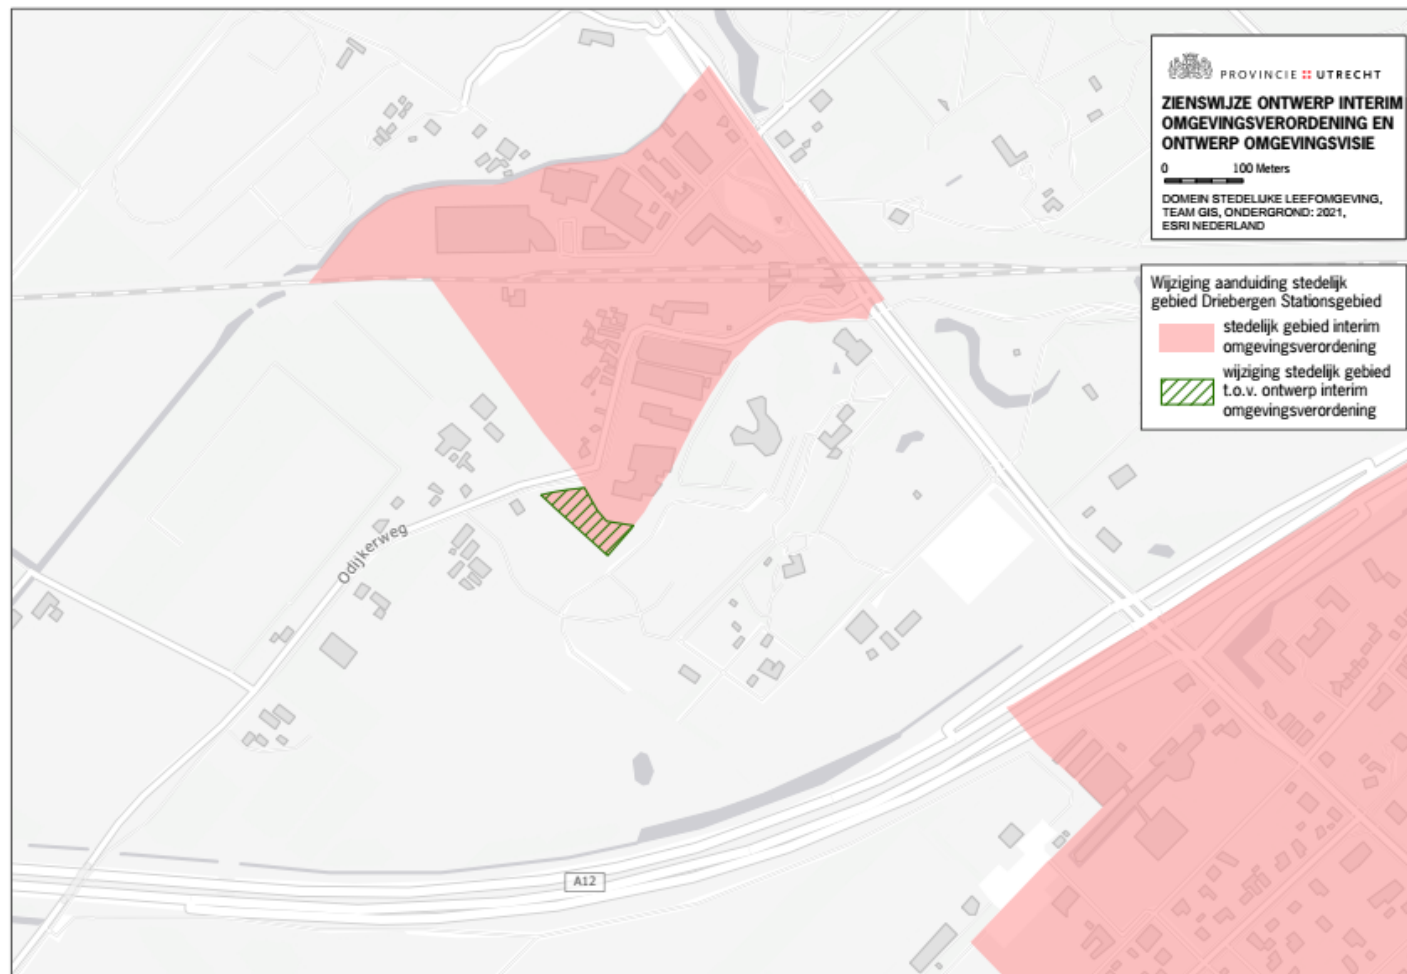 PROVINCIE UTRECHT
ZIENSWIJZE ONTWERP INTERIM
OMGEVINGSVERORDENING EN
ONTWERP OMGEVINGSVISIE
0 100 Meters
DOMEIN STEDELIJKE LEEFOMGEVING,
TEAM GIS, ONDERGROND: 2021,
ESRI NEDERLAND
Wijziging aanduiding stedelijk
gebied Driebergen Stationsgebied
stedelijk gebied interim
omgevingsverordening
wijziging stedelijk gebied
t.o.v. ontwerp interim
omgevingsverordening
Odijkerweg
A12